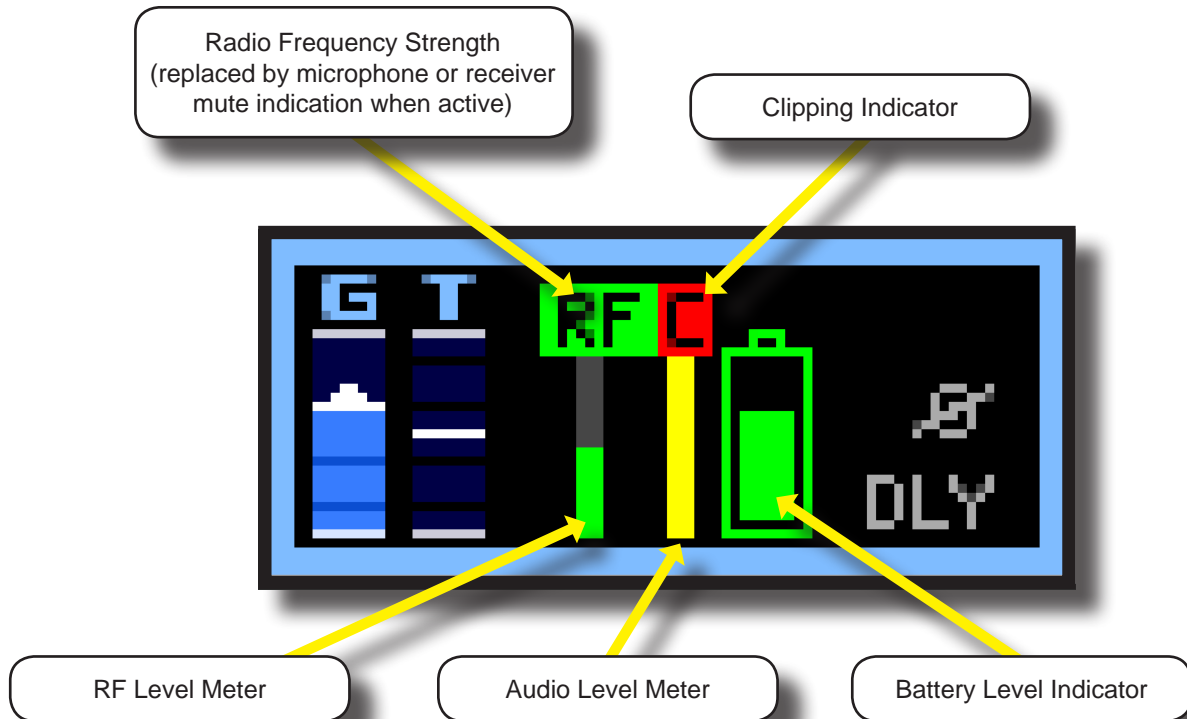 Radio Frequency Strength
(replaced by microphone or receiver
mute indication when active)
Clipping Indicator
G T RF C
DLY
RF Level Meter
Audio Level Meter
Battery Level Indicator